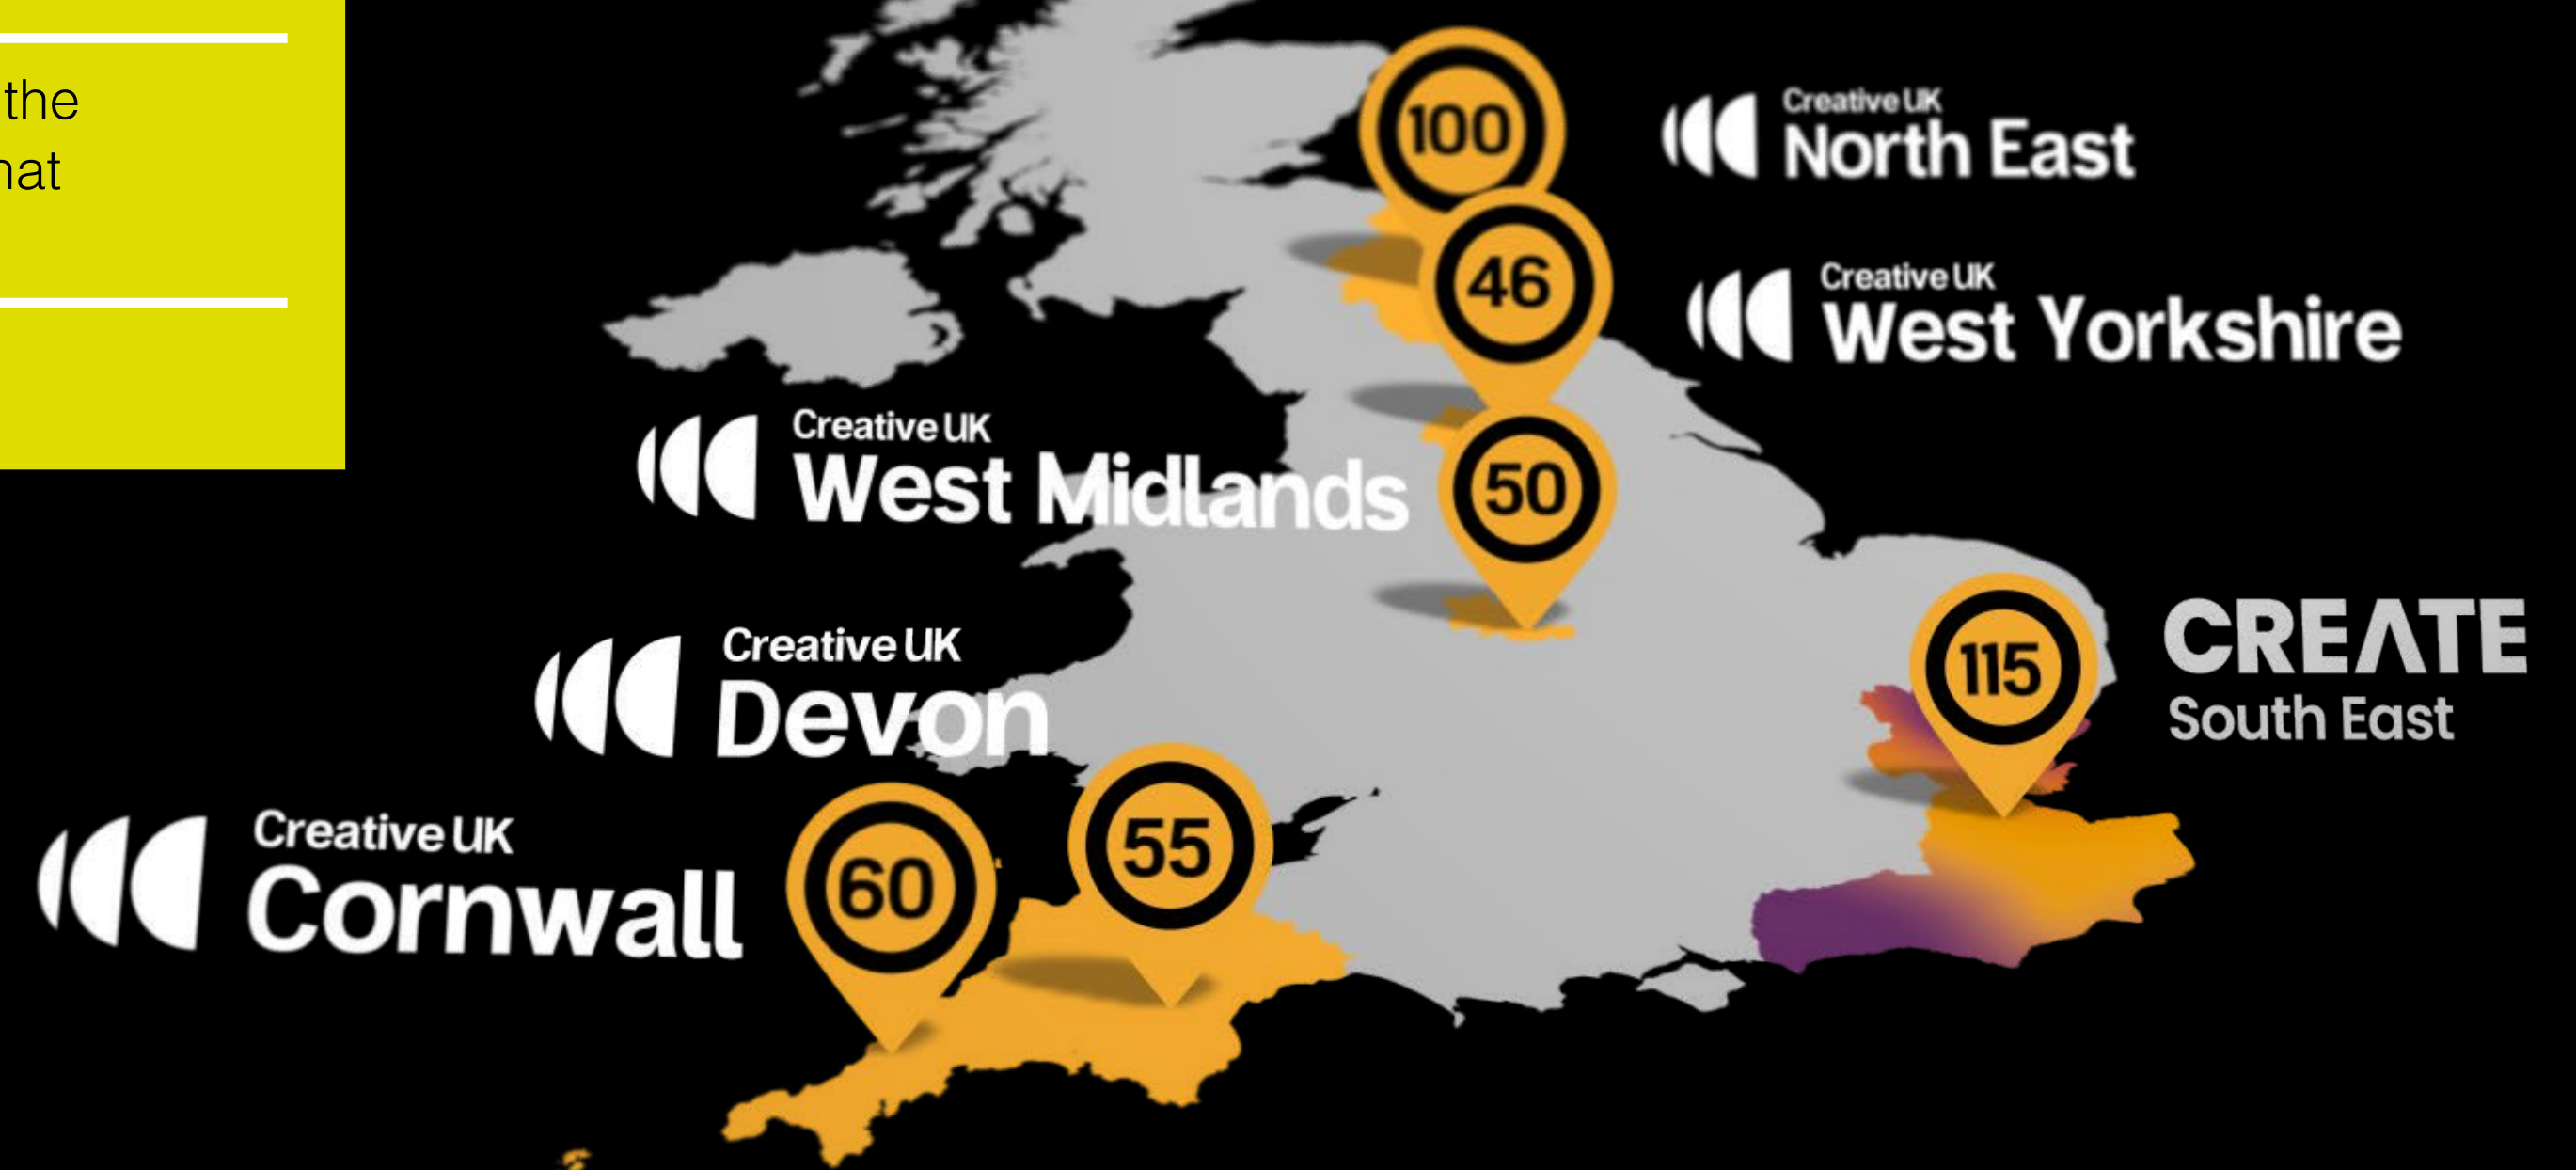 the
hat
100
Creative UK
North East
46
Creative UK
West Yorkshire
Creative UK
West Midlands
50
115
CREATE
South East
Creative UK
Devon
55
Creative UK
Cornwall
60